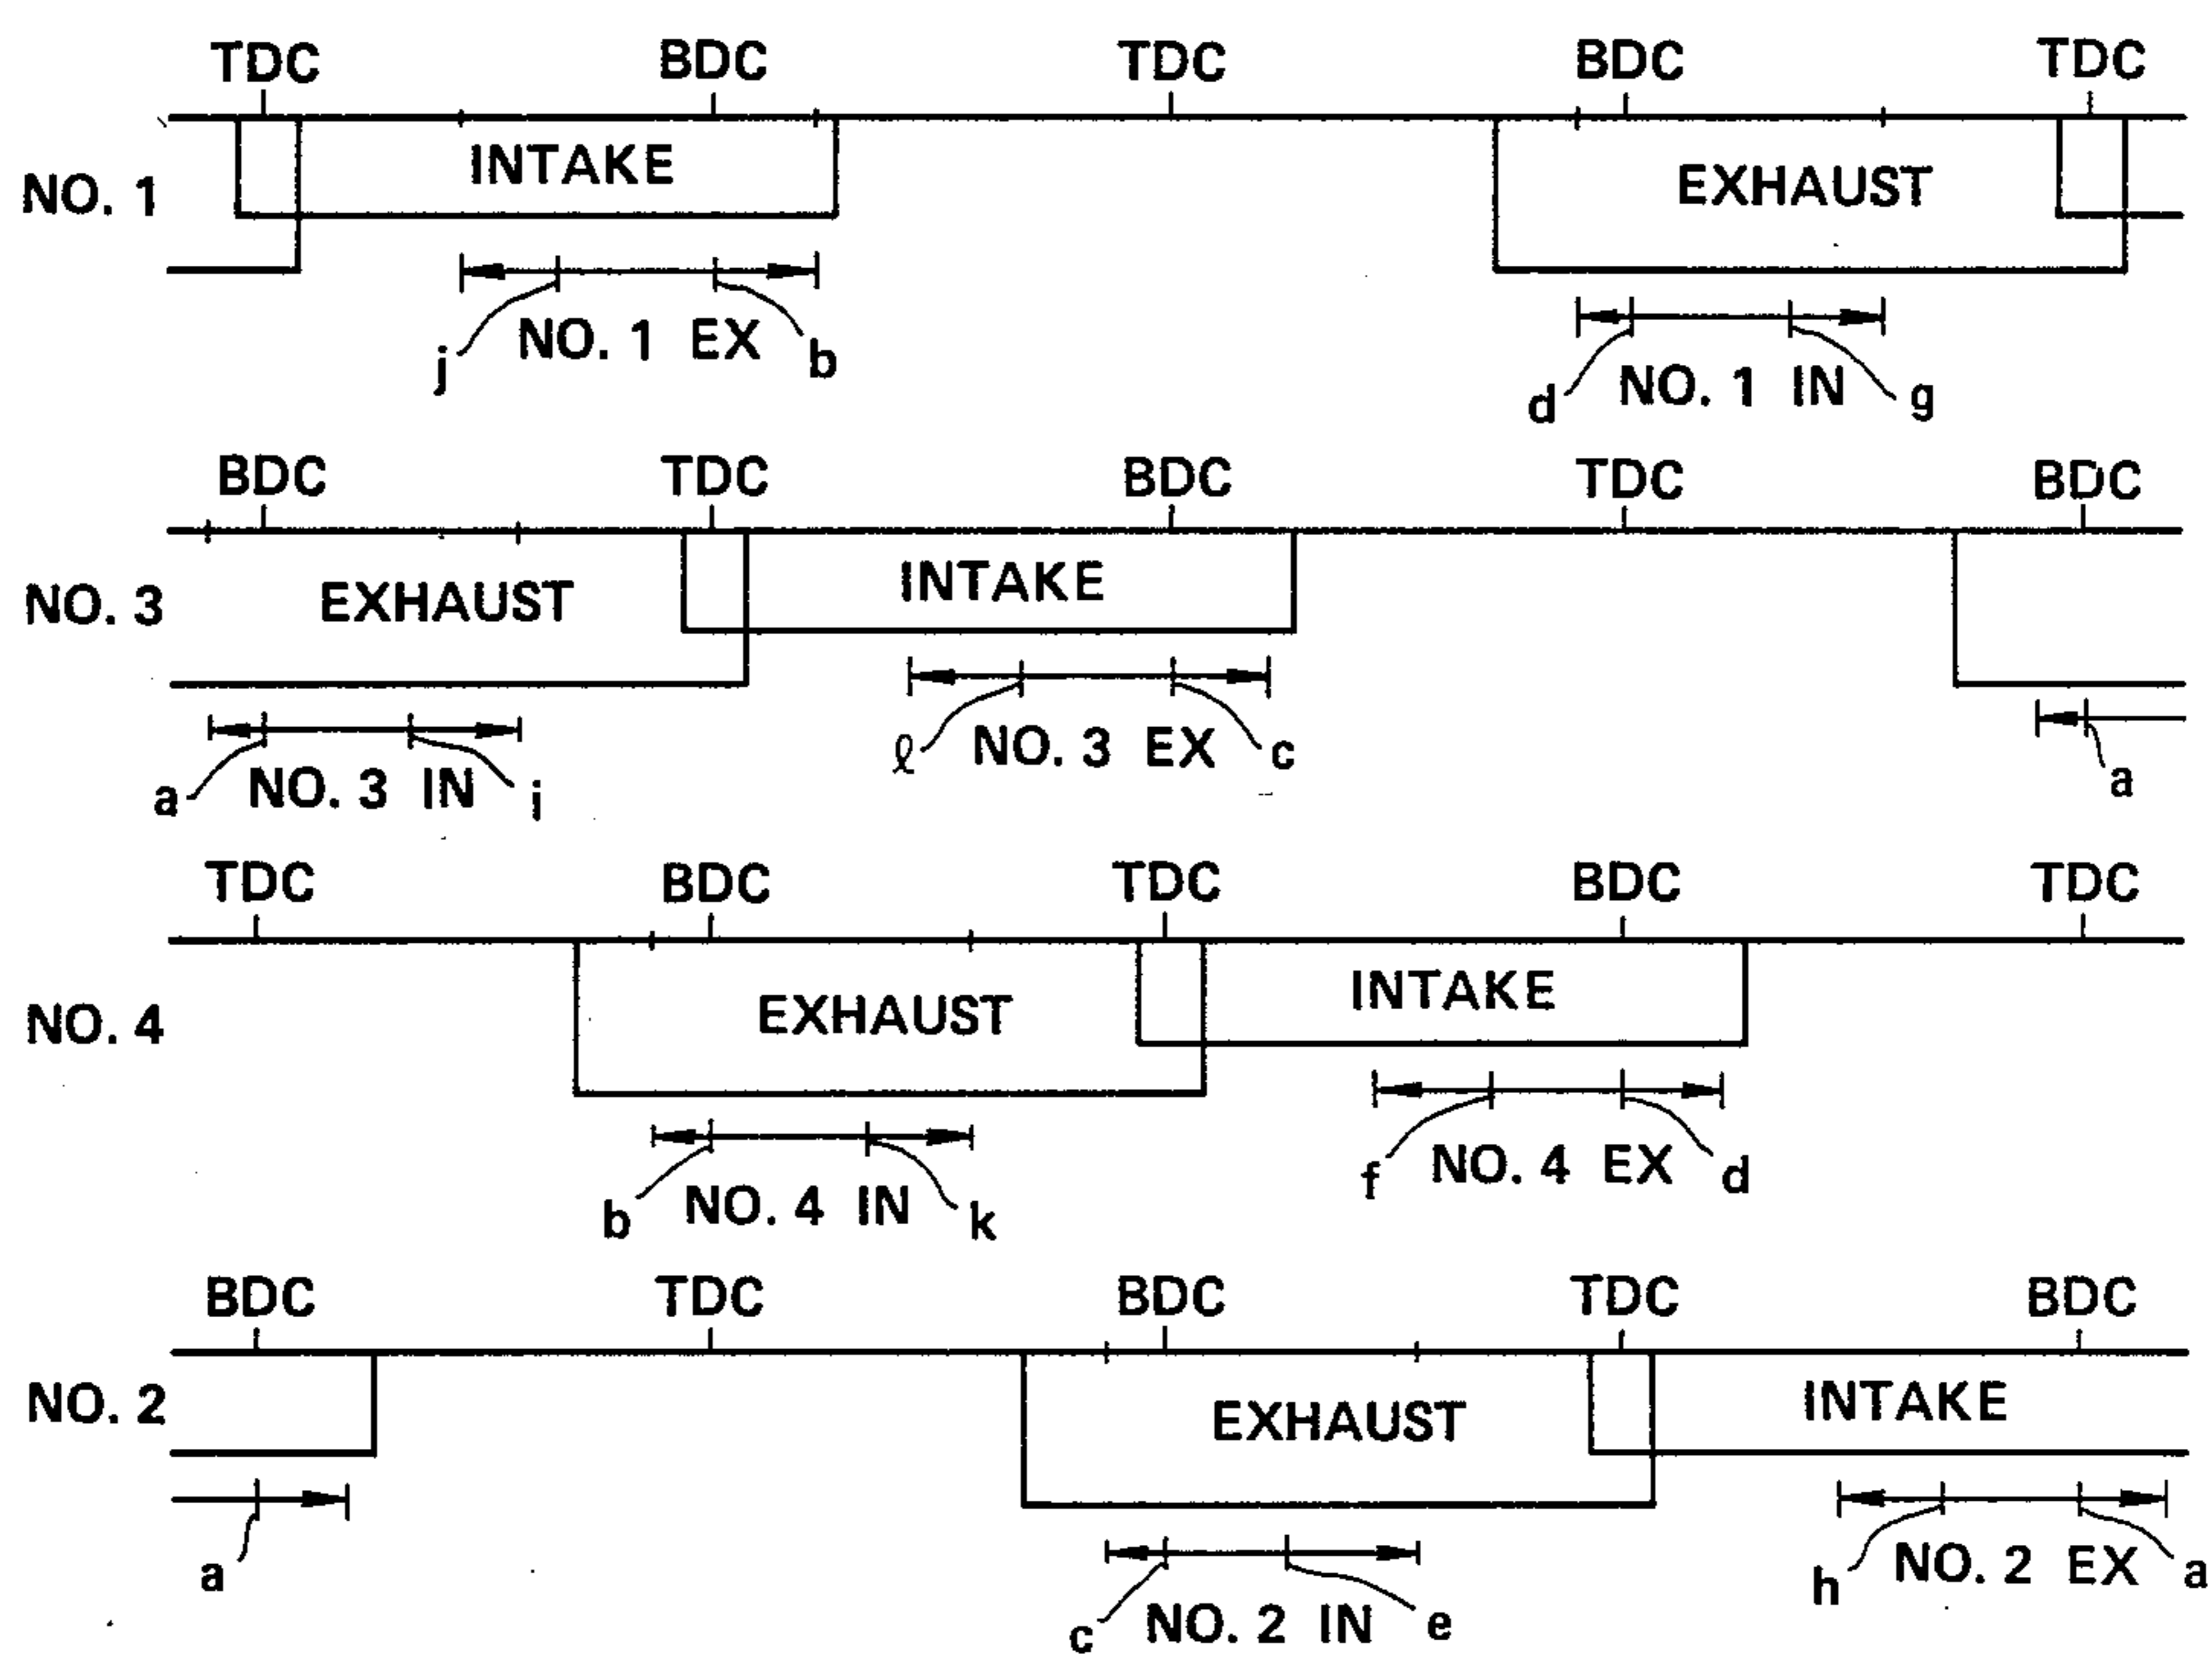 TDC BDC TDC BDC TDC
NO. 1 INTAKE EXHAUST
j NO. 1 EX b
d NO. 1 IN g
BDC TDC BDC TDC BDC
NO. 3 EXHAUST INTAKE
ℓ NO. 3 EX c
a NO. 3 IN i a
TDC BDC TDC BDC TDC
NO. 4 EXHAUST INTAKE
f NO. 4 EX d
b NO. 4 IN k
BDC TDC BDC TDC BDC
NO. 2 EXHAUST INTAKE
a h NO. 2 EX a
c NO. 2 IN e